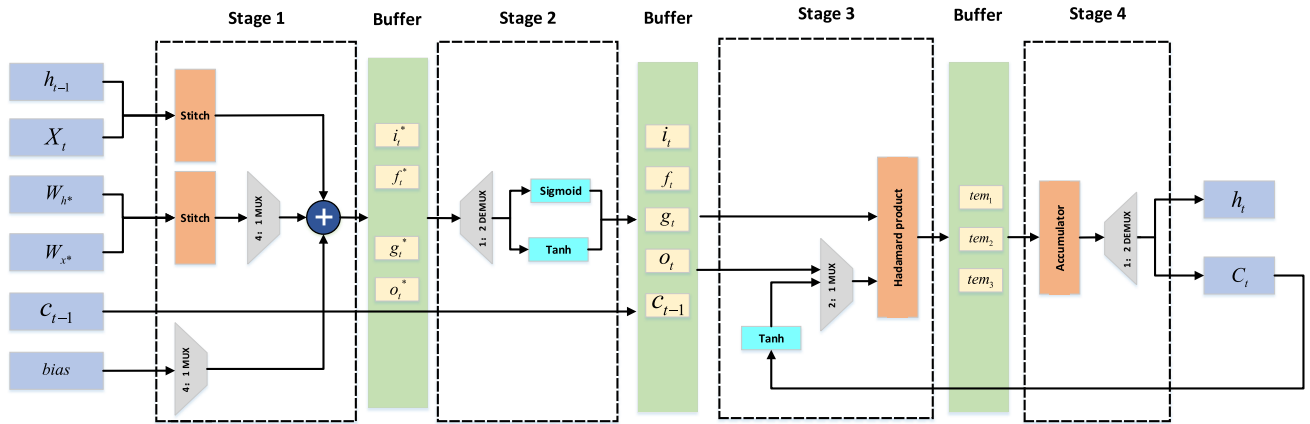 Stage 1
Buffer
Stage 2
Buffer
Stage 3
Buffer
Stage 4
h_{t-1}
X_t
W_{h*}
W_{x*}
C_{t-1}
bias
Stitch
Stitch
4：1 MUX
4：1 MUX
+
i_t^*
f_t^*
g_t^*
o_t^*
1：2 DEMUX
Sigmoid
Tanh
i_t
f_t
g_t
o_t
C_{t-1}
2：1 MUX
Tanh
Hadamard product
tem_1
tem_2
tem_3
Accumulator
1：2 DEMUX
h_t
C_t